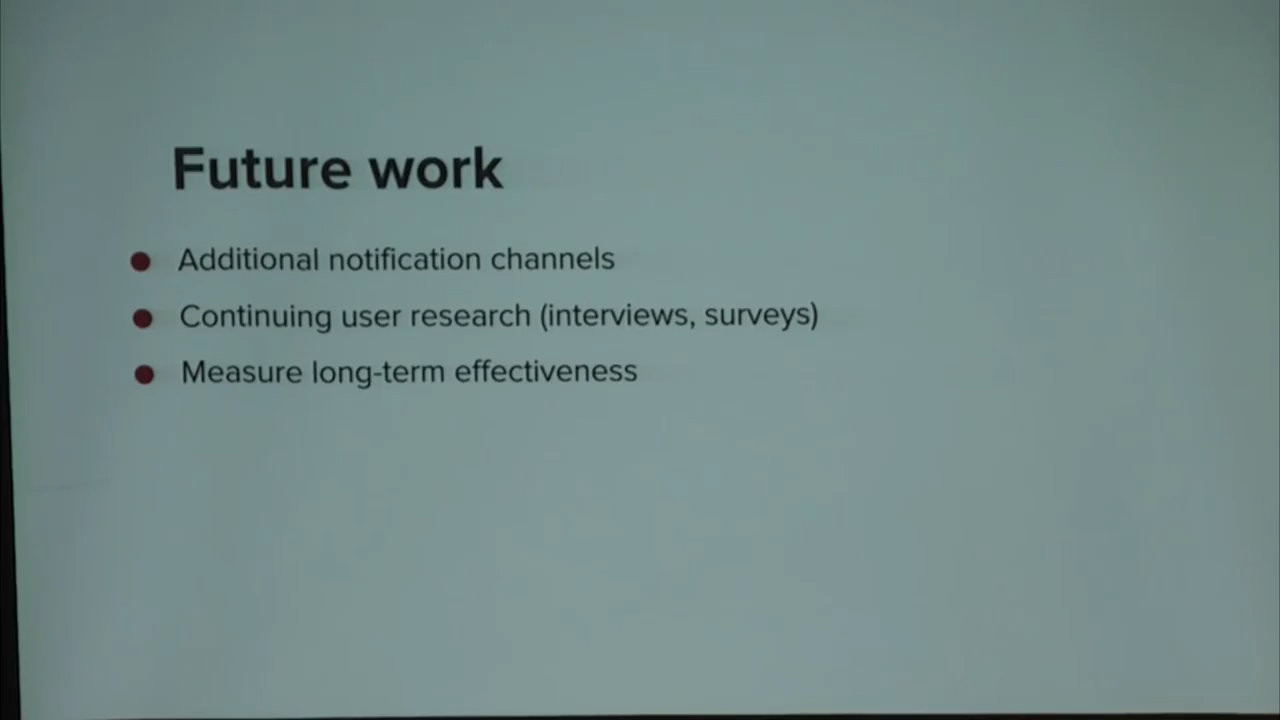 Future work
Additional notification channels
Continuing user research (interviews, surveys)
Measure long-term effectiveness